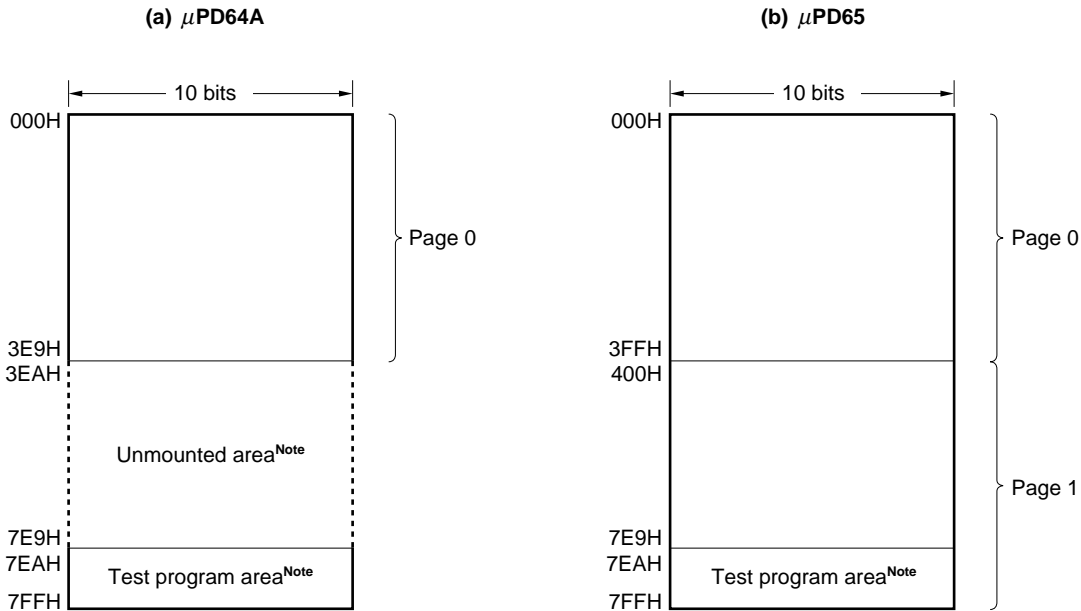 (a) μPD64A
10 bits
000H
Page 0
3E9H
3EAH
Unmounted areaNote
7E9H
7EAH
Test program areaNote
7FFH
(b) μPD65
10 bits
000H
Page 0
3FFH
400H
Page 1
7E9H
7EAH
Test program areaNote
7FFH